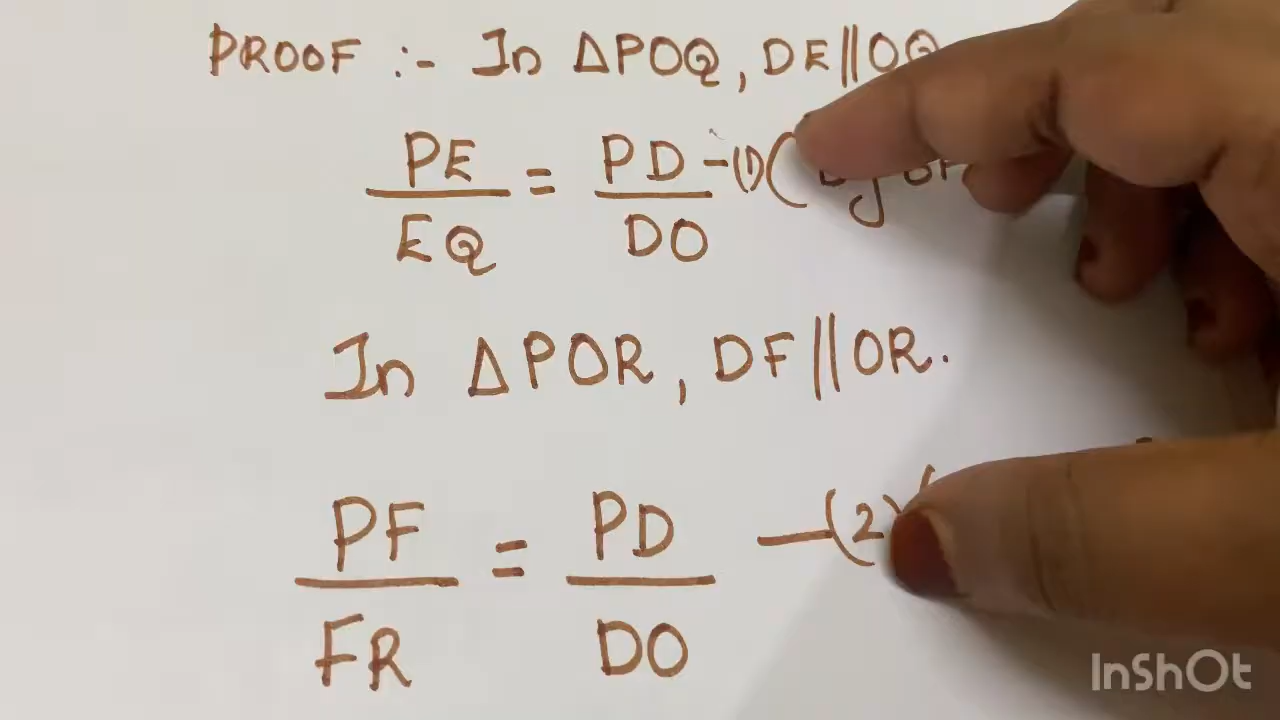 PROOF :- In ΔPOQ, DE||OQ
PE/EQ = PD/DO -(1)(By
In ΔPOR, DF||OR.
PF/FR = PD/DO —(2)(
InShOt